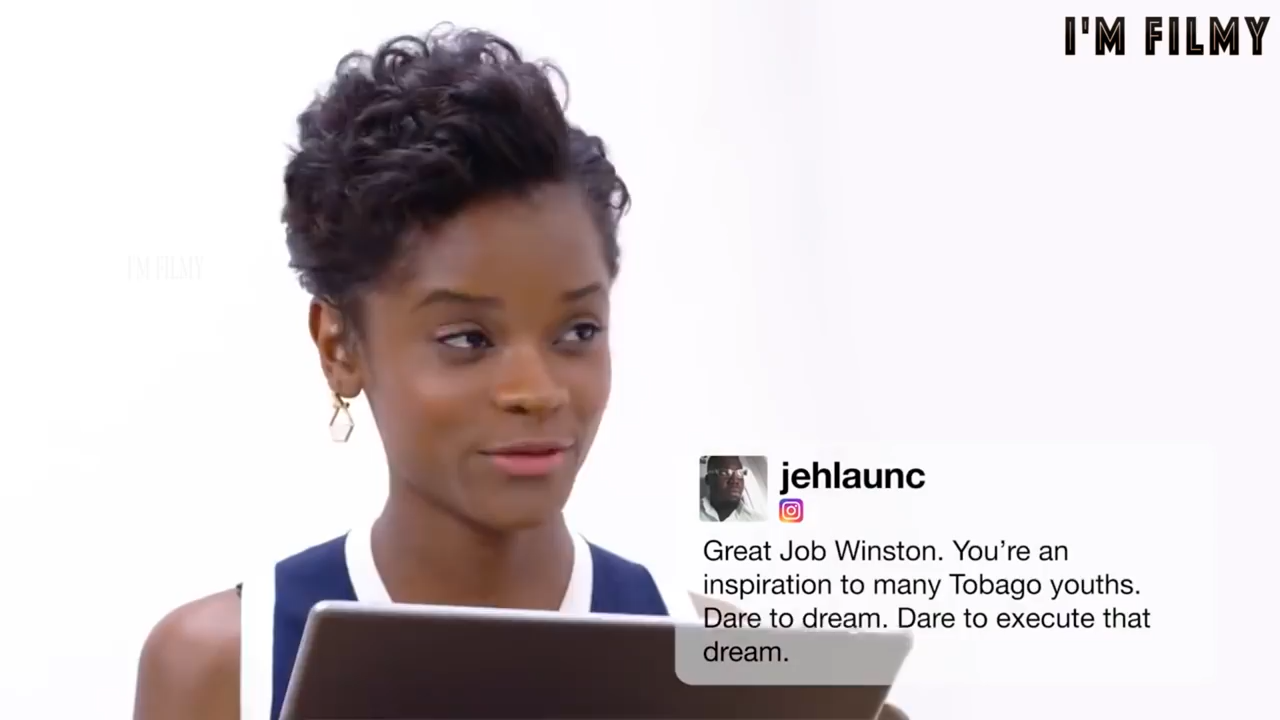 I'M FILMY
I'M FILMY
jehlaunc
Great Job Winston. You’re an
inspiration to many Tobago youths.
Dare to dream. Dare to execute that
dream.